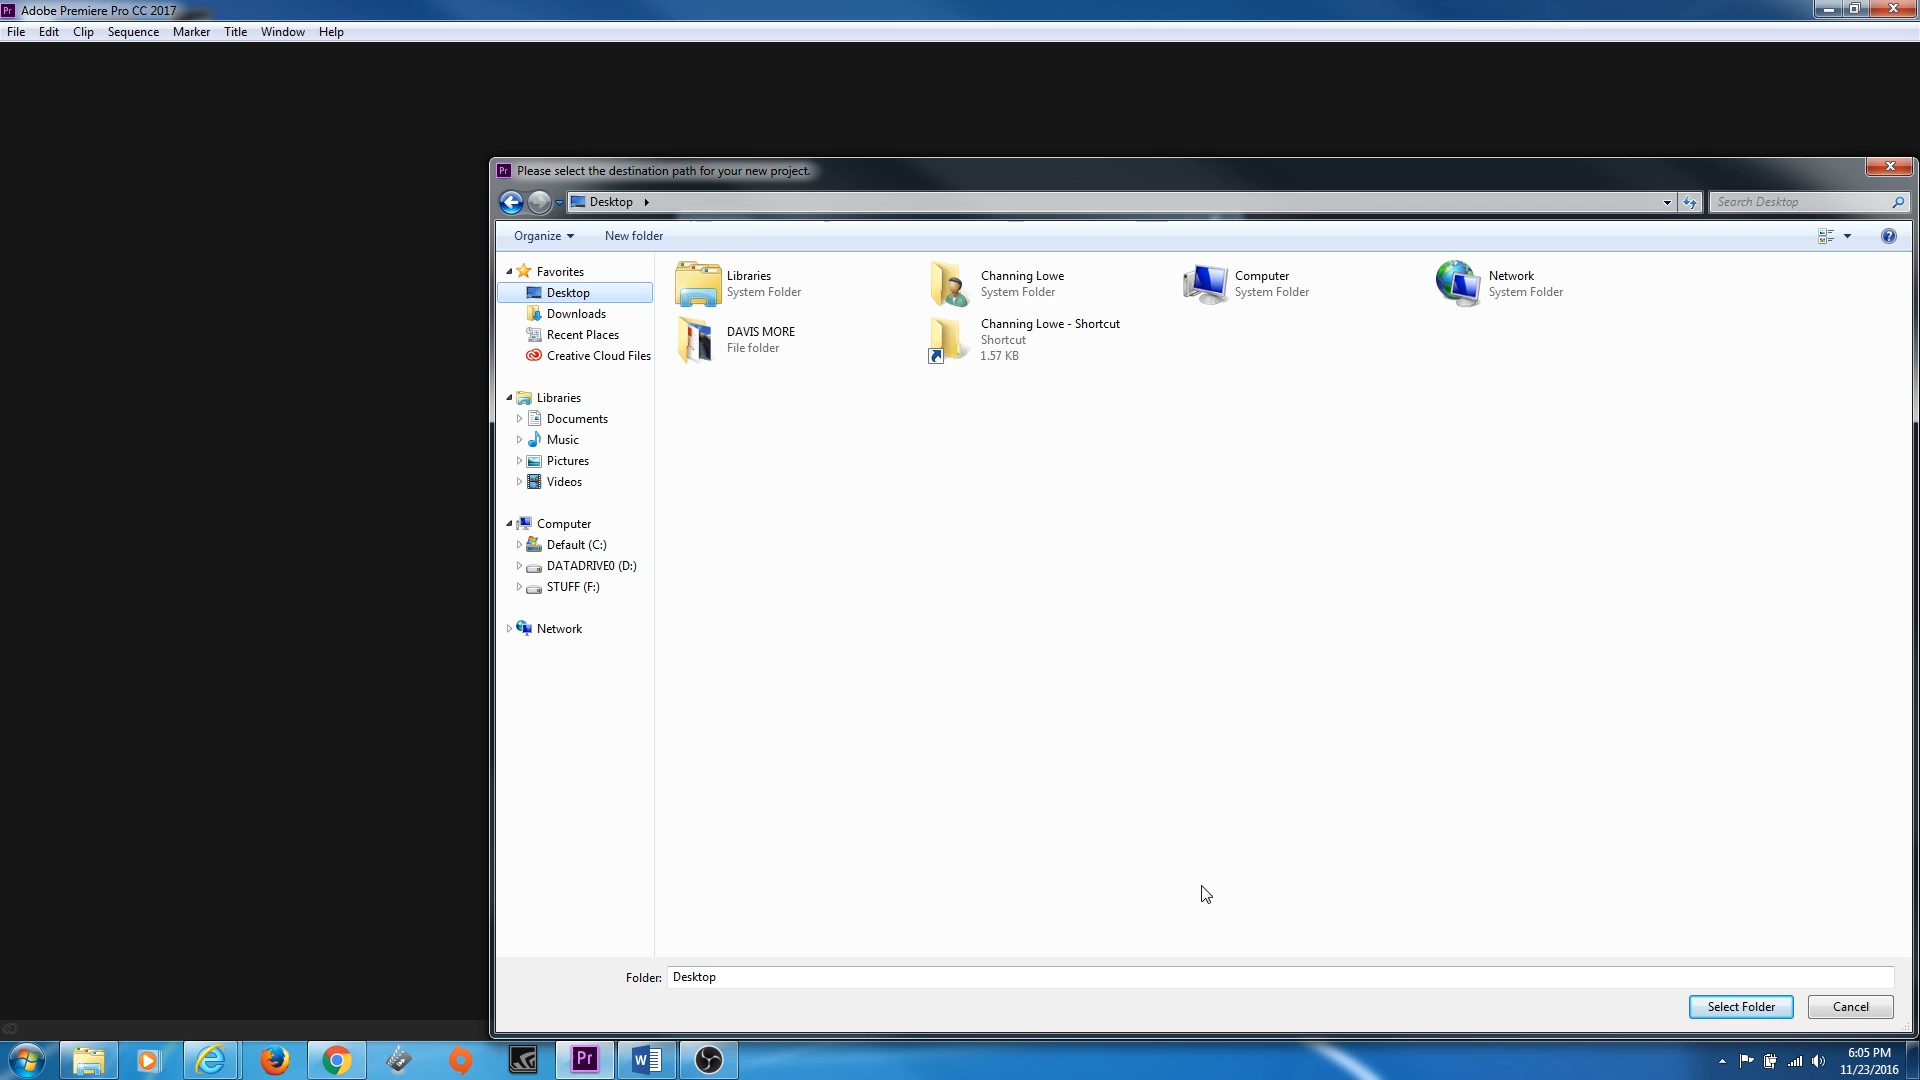 Pr Adobe Premiere Pro CC 2017
File Edit Clip Sequence Marker Title Window Help
Pr Please select the destination path for your new project.
Desktop
Search Desktop
Organize New folder
Favorites
Desktop
Downloads
Recent Places
Creative Cloud Files
Libraries
Documents
Music
Pictures
Videos
Computer
Default (C:)
DATADRIVE0 (D:)
STUFF (F:)
Network
Libraries
System Folder
Channing Lowe
System Folder
Computer
System Folder
Network
System Folder
DAVIS MORE
File folder
Channing Lowe - Shortcut
Shortcut
1.57 KB
Folder: Desktop
Select Folder Cancel
Pr
W
6:05 PM
11/23/2016